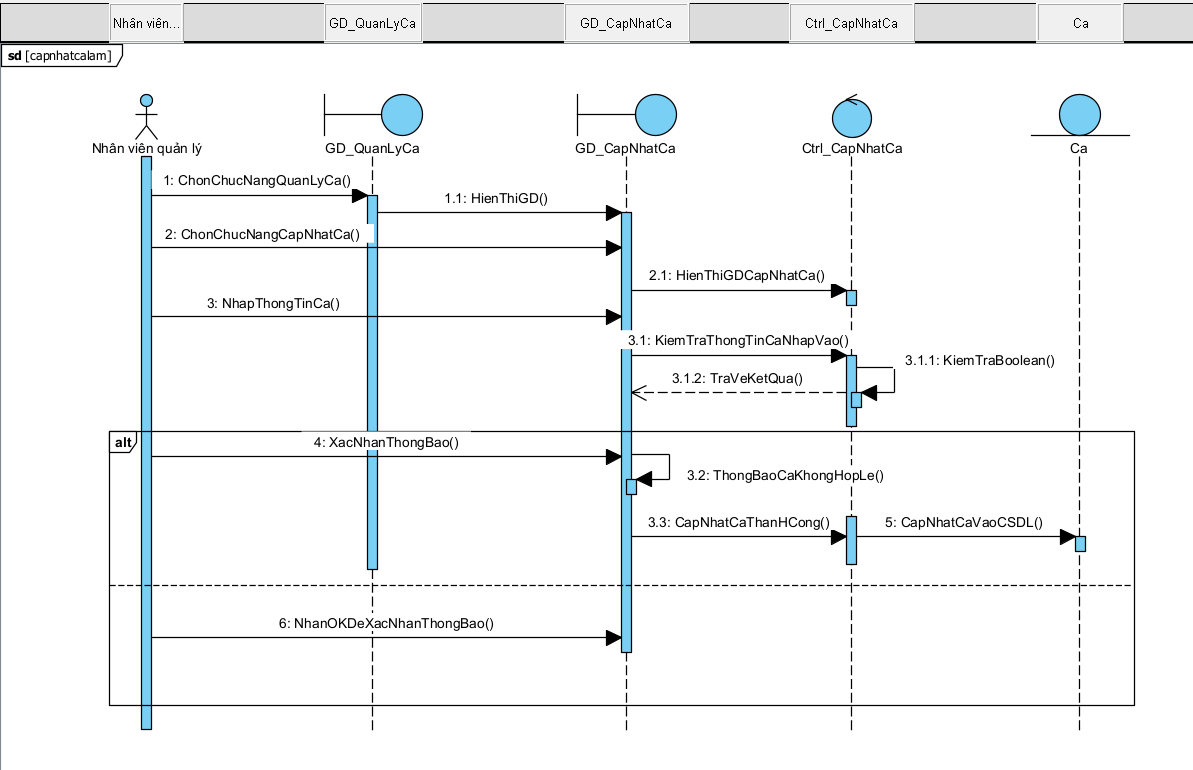 Nhân viên...
GD_QuanLyCa
GD_CapNhatCa
Ctrl_CapNhatCa
Ca
sd [capnhatcalam]
Nhân viên quản lý
GD_QuanLyCa
GD_CapNhatCa
Ctrl_CapNhatCa
Ca
1: ChonChucNangQuanLyCa()
1.1: HienThiGD()
2: ChonChucNangCapNhatCa()
2.1: HienThiGDCapNhatCa()
3: NhapThongTinCa()
3.1: KiemTraThongTinCaNhapVao()
3.1.1: KiemTraBoolean()
3.1.2: TraVeKetQua()
alt
4: XacNhanThongBao()
3.2: ThongBaoCaKhongHopLe()
3.3: CapNhatCaThanHCong()
5: CapNhatCaVaoCSDL()
6: NhanOKDeXacNhanThongBao()